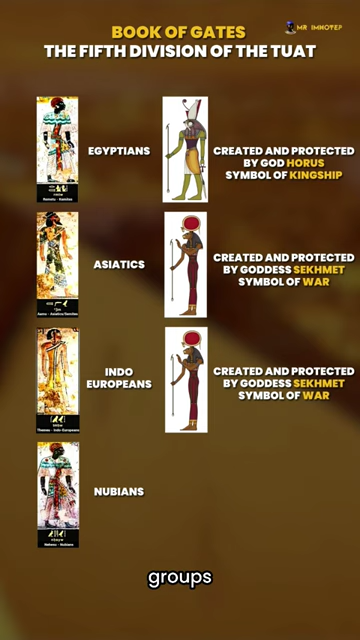 BOOK OF GATES
MR IMHOTEP
THE FIFTH DIVISION OF THE TUAT
EGYPTIANS
CREATED AND PROTECTED
BY GOD HORUS
SYMBOL OF KINGSHIP
ASIATICS
CREATED AND PROTECTED
BY GODDESS SEKHMET
SYMBOL OF WAR
INDO
EUROPEANS
CREATED AND PROTECTED
BY GODDESS SEKHMET
SYMBOL OF WAR
NUBIANS
groups